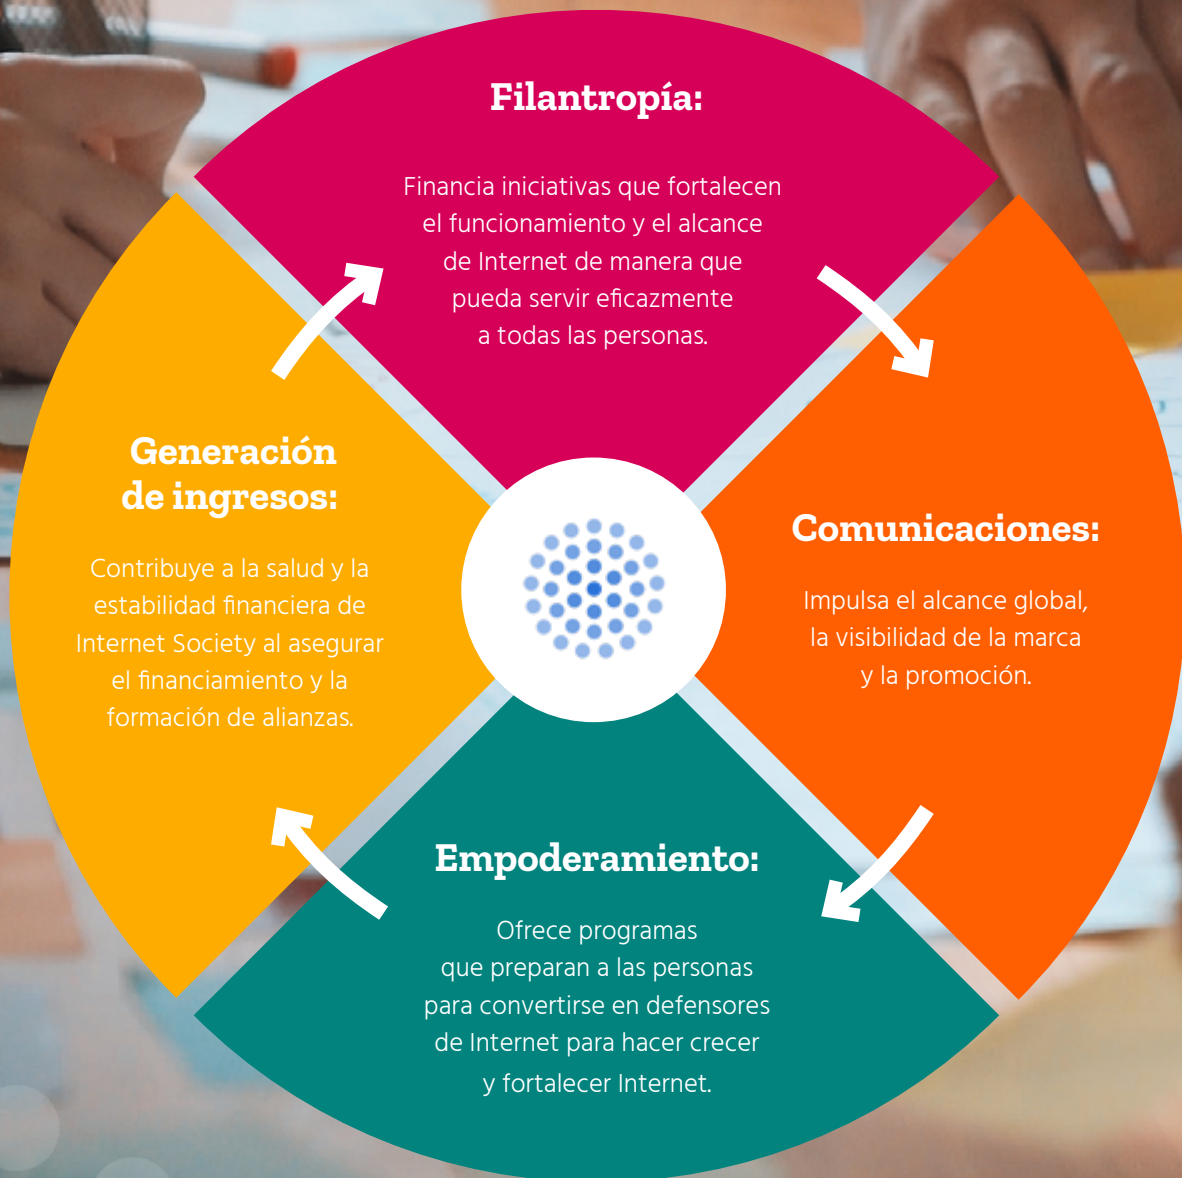 Filantropía:
Financia iniciativas que fortalecen
el funcionamiento y el alcance
de Internet de manera que
pueda servir eficazmente
a todas las personas.
Comunicaciones:
Impulsa el alcance global,
la visibilidad de la marca
y la promoción.
Empoderamiento:
Ofrece programas
que preparan a las personas
para convertirse en defensores
de Internet para hacer crecer
y fortalecer Internet.
Generación
de ingresos:
Contribuye a la salud y la
estabilidad financiera de
Internet Society al asegurar
el financiamiento y la
formación de alianzas.